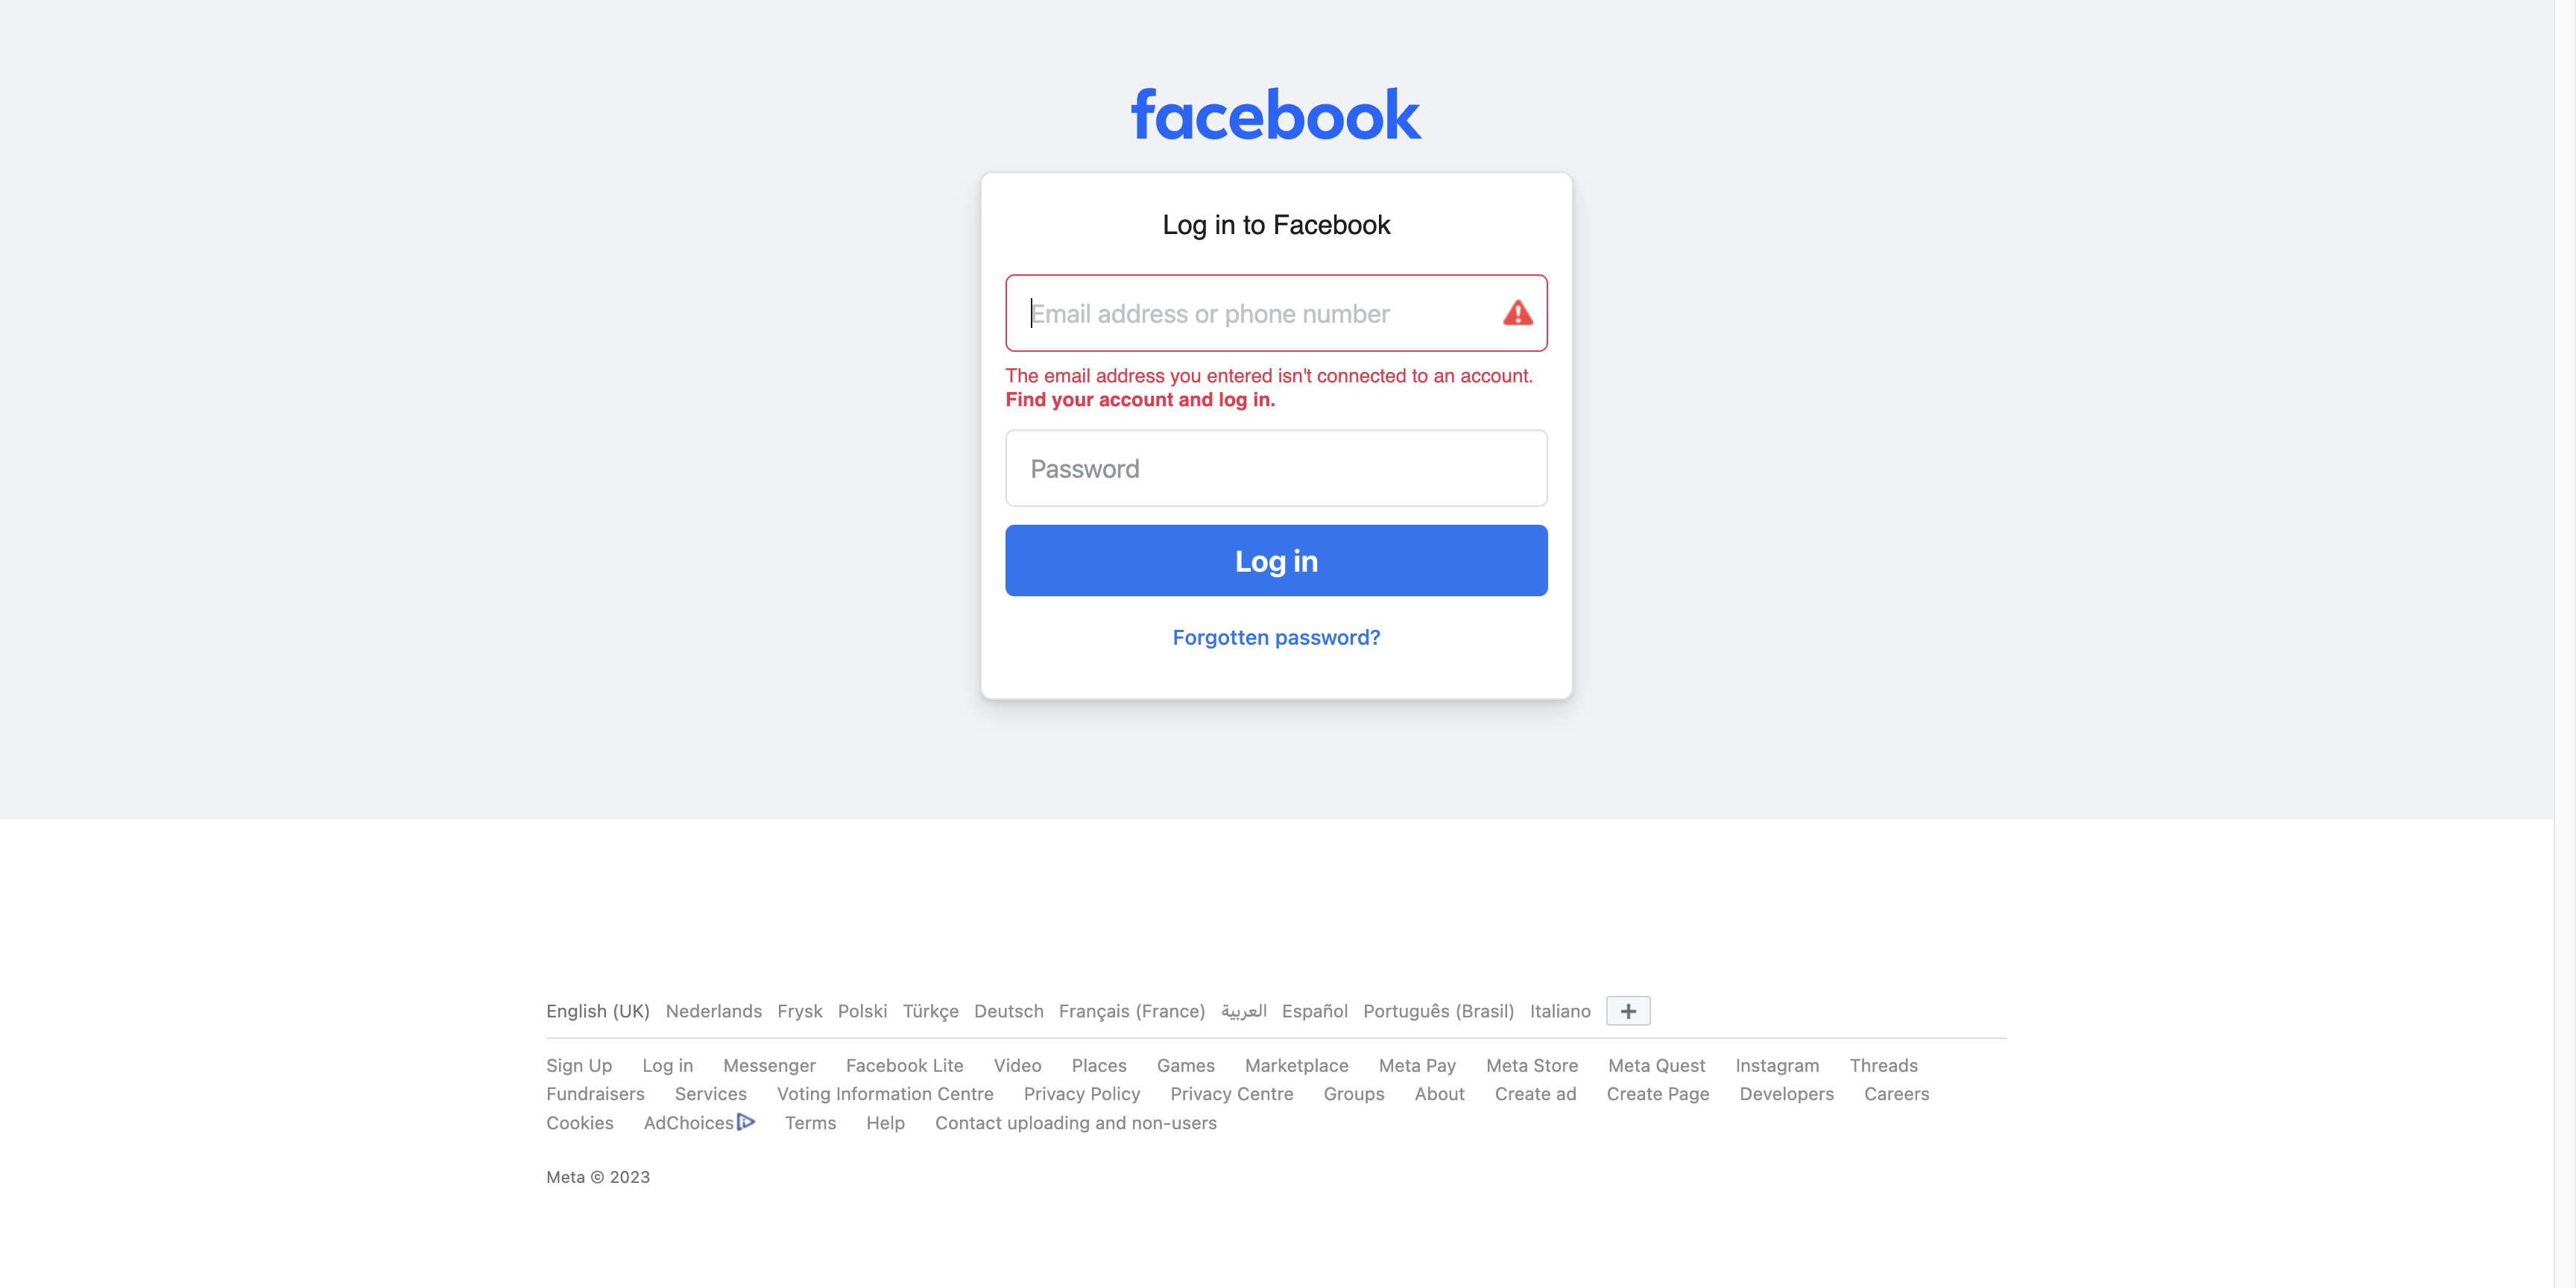 facebook
Log in to Facebook
Email address or phone number
The email address you entered isn't connected to an account.
Find your account and log in.
Password
Log in
Forgotten password?
English (UK) Nederlands Frysk Polski Türkçe Deutsch Français (France) العربية Español Português (Brasil) Italiano
Sign Up Log in Messenger Facebook Lite Video Places Games Marketplace Meta Pay Meta Store Meta Quest Instagram Threads
Fundraisers Services Voting Information Centre Privacy Policy Privacy Centre Groups About Create ad Create Page Developers Careers
Cookies AdChoices Terms Help Contact uploading and non-users
Meta © 2023